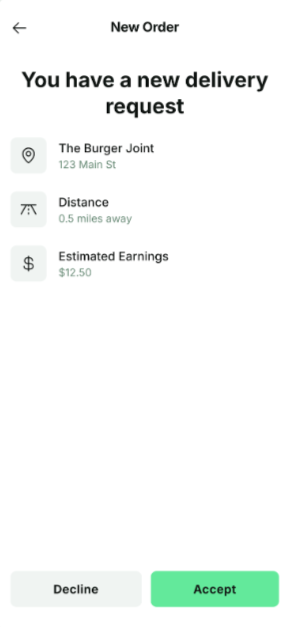 New Order
You have a new delivery
request
The Burger Joint
123 Main St
Distance
0.5 miles away
Estimated Earnings
$12.50
Decline
Accept